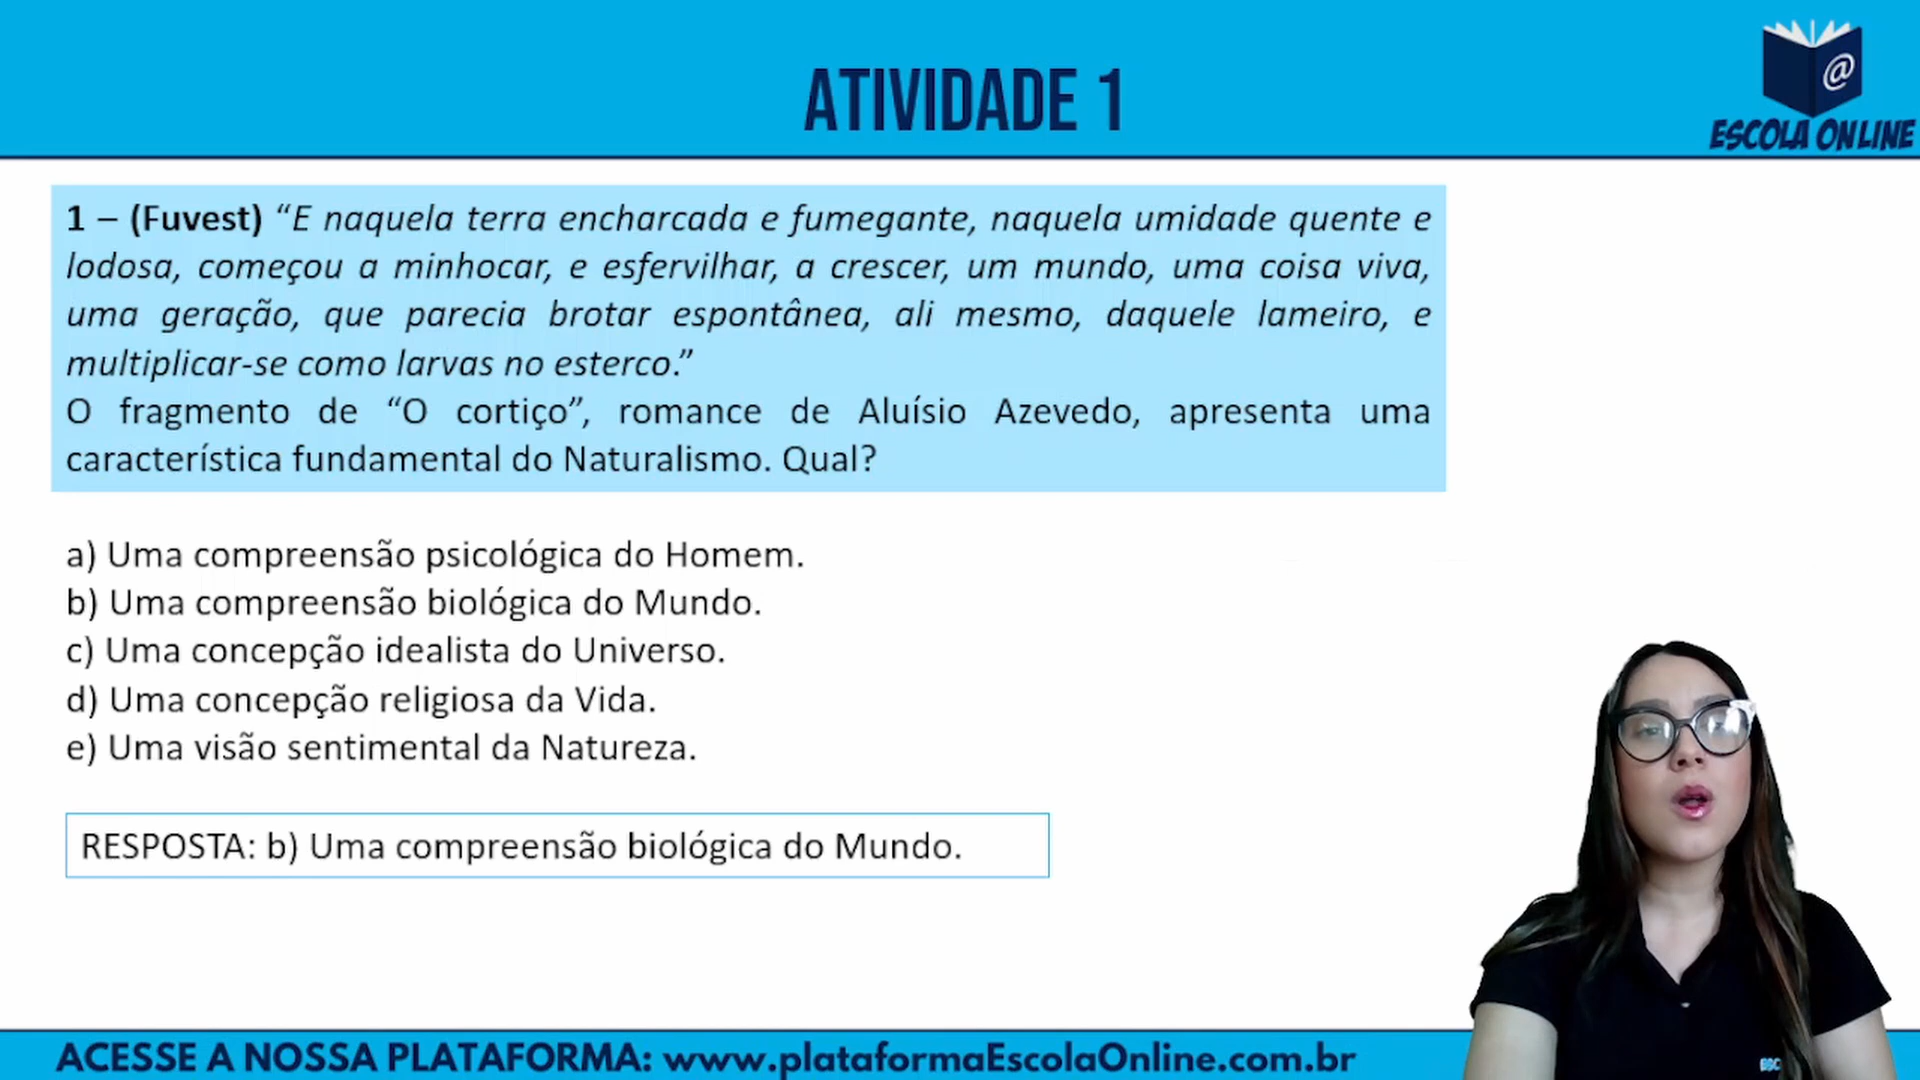 ATIVIDADE 1
@
ESCOLA ONLINE
1 – (Fuvest) “E naquela terra encharcada e fumegante, naquela umidade quente e
lodosa, começou a minhocar, e esfervilhar, a crescer, um mundo, uma coisa viva,
uma geração, que parecia brotar espontânea, ali mesmo, daquele lameiro, e
multiplicar-se como larvas no esterco.”
O fragmento de “O cortiço”, romance de Aluísio Azevedo, apresenta uma
característica fundamental do Naturalismo. Qual?
a) Uma compreensão psicológica do Homem.
b) Uma compreensão biológica do Mundo.
c) Uma concepção idealista do Universo.
d) Uma concepção religiosa da Vida.
e) Uma visão sentimental da Natureza.
RESPOSTA: b) Uma compreensão biológica do Mundo.
ACESSE A NOSSA PLATAFORMA: www.plataformaEscolaOnline.com.br